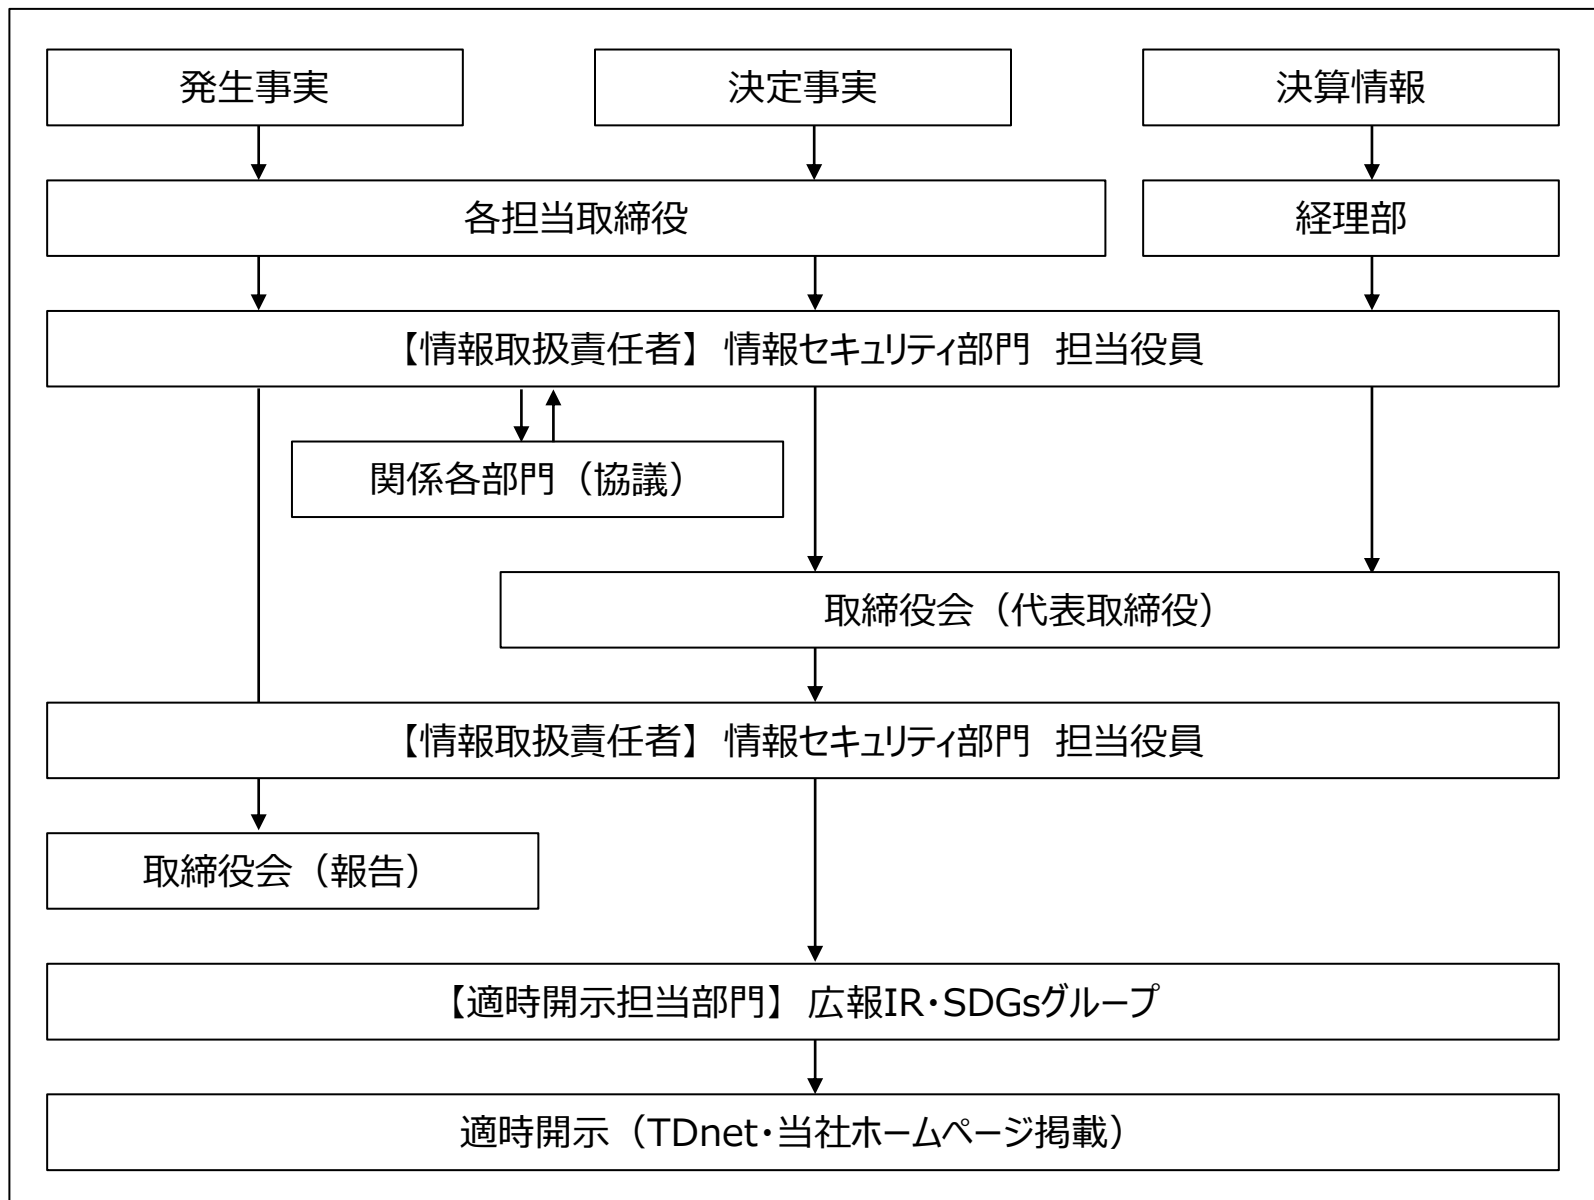 発生事実
決定事実
決算情報
各担当取締役
経理部
【情報取扱責任者】 情報セキュリティ部門 担当役員
関係各部門（協議）
取締役会（代表取締役）
【情報取扱責任者】 情報セキュリティ部門 担当役員
取締役会（報告）
【適時開示担当部門】 広報IR・SDGsグループ
適時開示（TDnet・当社ホームページ掲載）